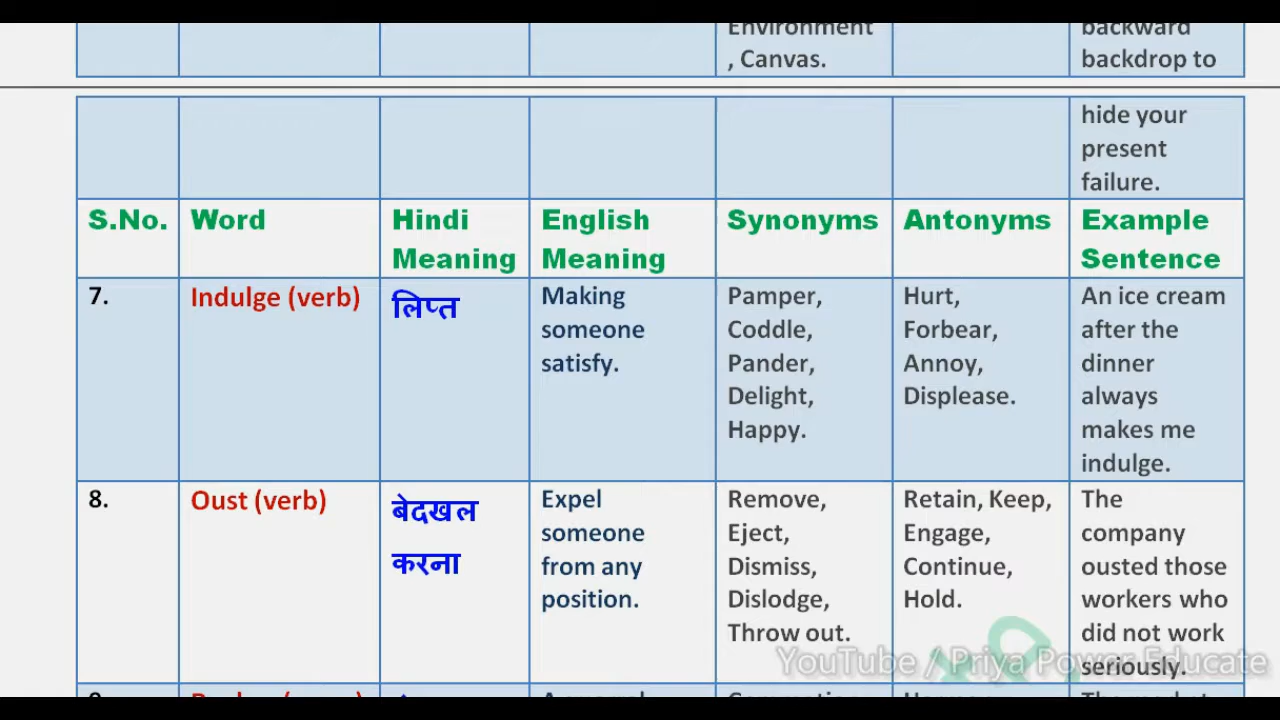 Environment
, Canvas.
backward
backdrop to
hide your
present
failure.
S.No.
Word
Hindi
Meaning
English
Meaning
Synonyms
Antonyms
Example
Sentence
7.
Indulge (verb)
लिप्त
Making
someone
satisfy.
Pamper,
Coddle,
Pander,
Delight,
Happy.
Hurt,
Forbear,
Annoy,
Displease.
An ice cream
after the
dinner
always
makes me
indulge.
8.
Oust (verb)
बेदखल
करना
Expel
someone
from any
position.
Remove,
Eject,
Dismiss,
Dislodge,
Throw out.
Retain, Keep,
Engage,
Continue,
Hold.
The
company
ousted those
workers who
did not work
seriously.
YouTube / Priya Power Educate